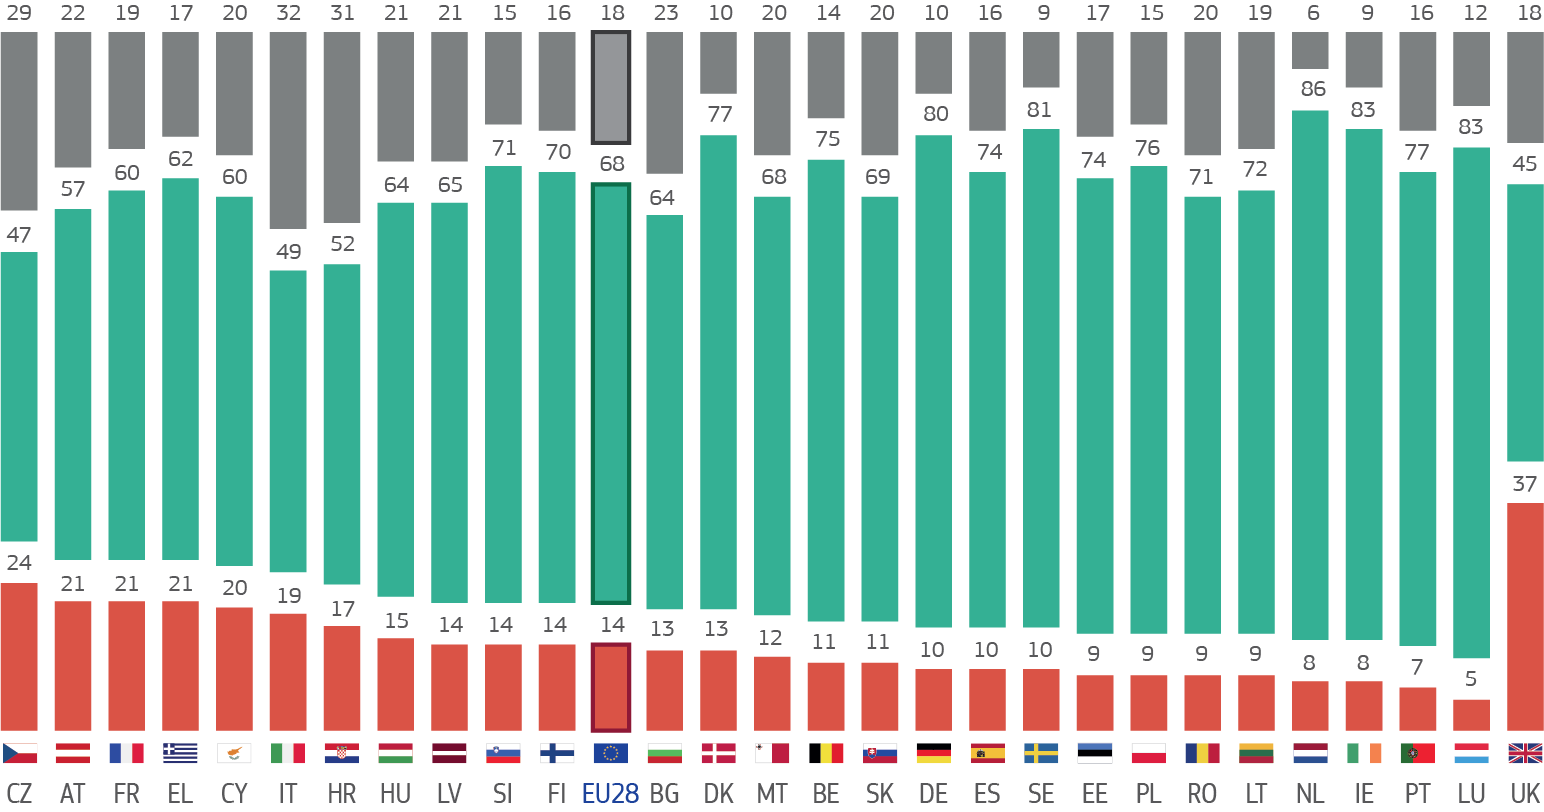 29 22 19 17 20 32 31 21 21 15 16 18 23 10 20 14 20 10 16 9 17 15 20 19 6 9 16 12 18
47 57 60 62 60 49 52 64 65 71 70 68 64 77 68 75 69 80 74 81 74 76 71 72 86 83 77 83 45
24 21 21 21 20 19 17 15 14 14 14 14 13 13 12 11 11 10 10 10 9 9 9 9 8 8 7 5 37
CZ AT FR EL CY IT HR HU LV SI FI EU28 BG DK MT BE SK DE ES SE EE PL RO LT NL IE PT LU UK